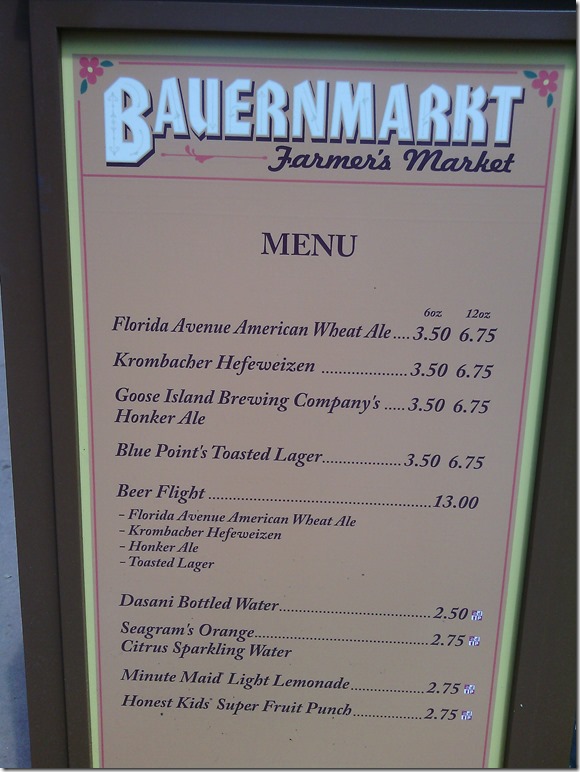 BAUERNMARKT
Farmer's Market
MENU
6oz 12oz
Florida Avenue American Wheat Ale....3.50 6.75
Krombacher Hefeweizen ....................3.50 6.75
Goose Island Brewing Company's .....3.50 6.75
Honker Ale
Blue Point's Toasted Lager...................3.50 6.75
Beer Flight .....................................................13.00
- Florida Avenue American Wheat Ale
- Krombacher Hefeweizen
- Honker Ale
- Toasted Lager
Dasani Bottled Water....................................2.50
Seagram's Orange..........................................2.75
Citrus Sparkling Water
Minute Maid Light Lemonade..................2.75
Honest Kids Super Fruit Punch.................2.75